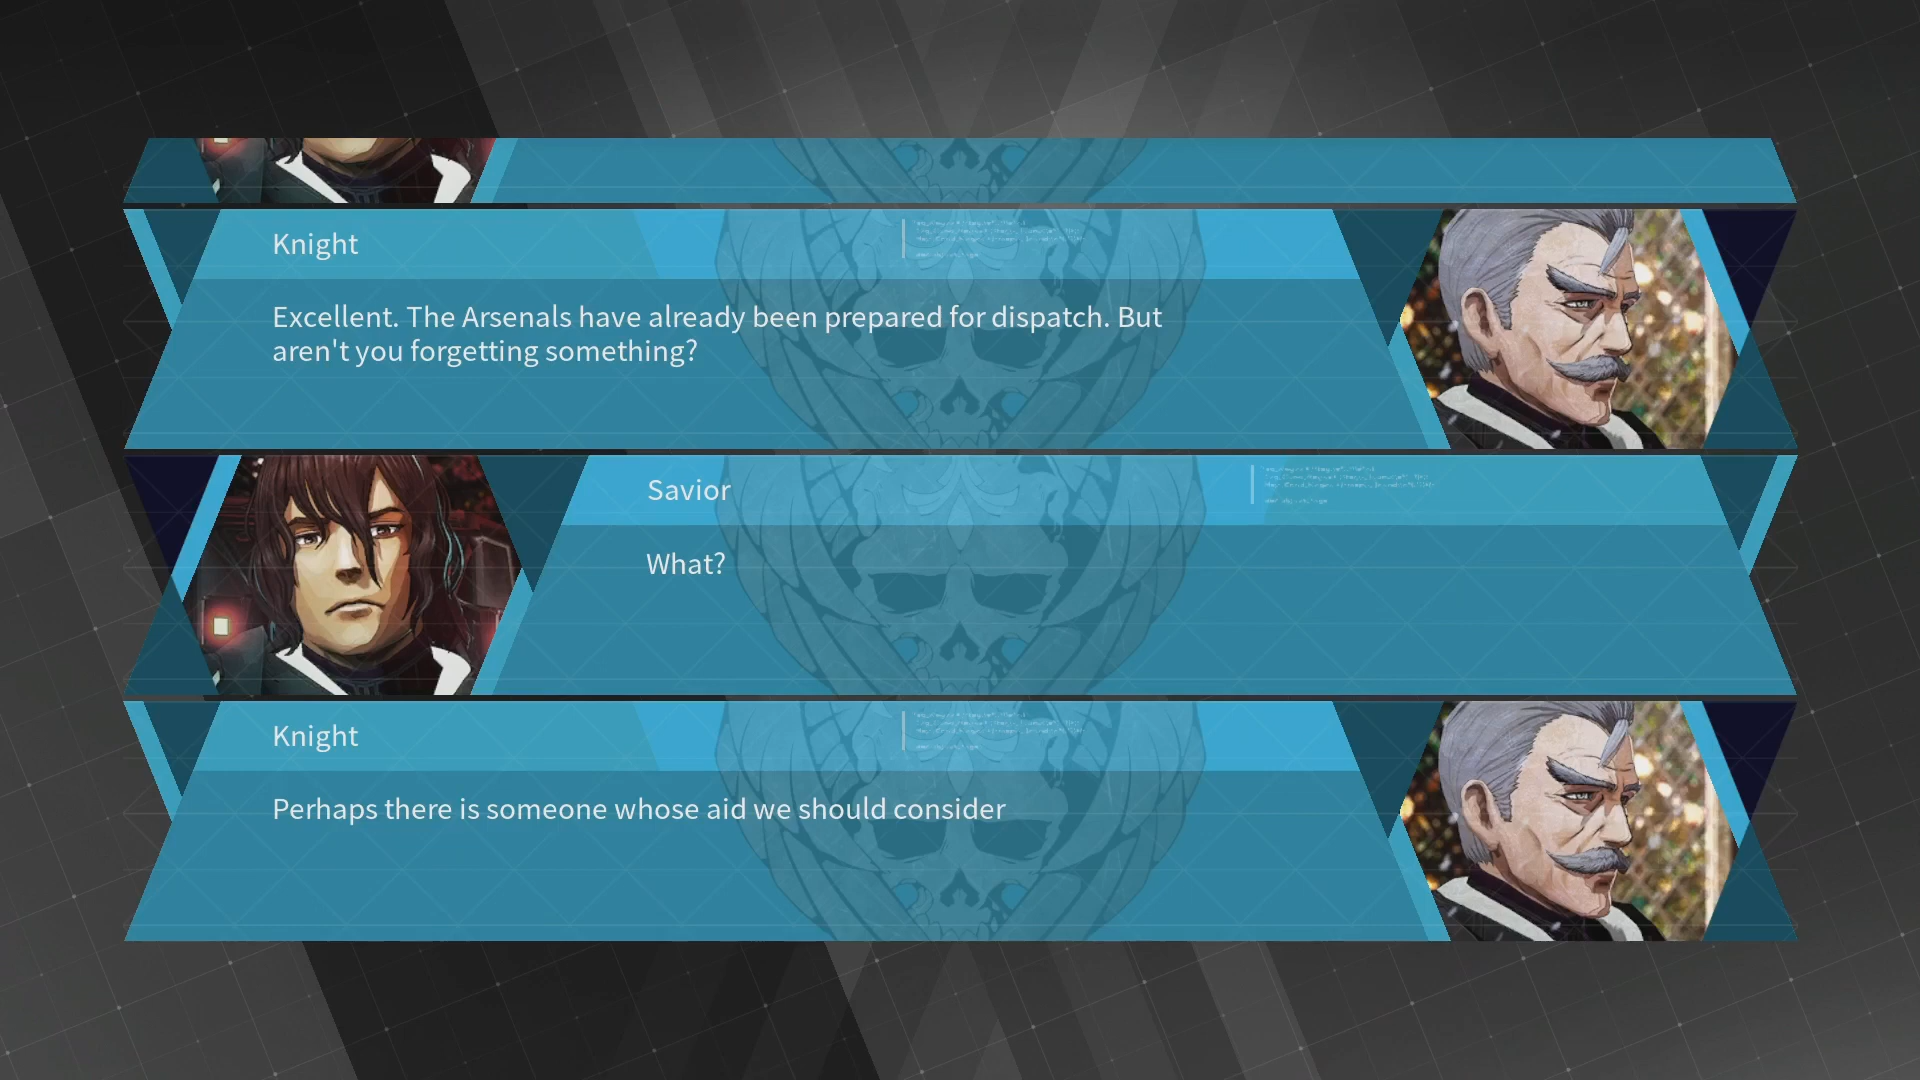 Knight
Excellent. The Arsenals have already been prepared for dispatch. But
aren't you forgetting something?
Savior
What?
Knight
Perhaps there is someone whose aid we should consider